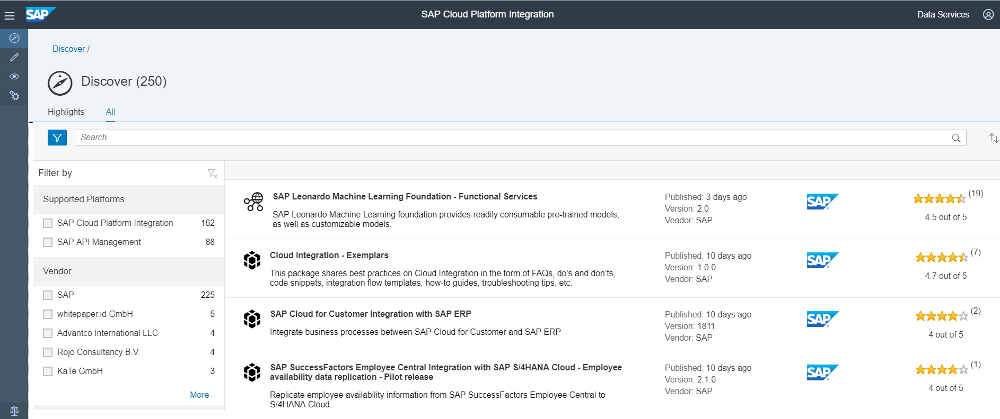 SAP
SAP Cloud Platform Integration
Data Services
Discover /
Discover (250)
Highlights
All
Search
Filter by
Supported Platforms
SAP Cloud Platform Integration 162
SAP API Management 88
Vendor
SAP 225
whitepaper.id GmbH 5
Advantco International LLC 4
Rojo Consultancy B.V. 4
KaTe GmbH 3
More
SAP Leonardo Machine Learning Foundation - Functional Services
SAP Leonardo Machine Learning foundation provides readily consumable pre-trained models,
as well as customizable models.
Published: 3 days ago
Version: 2.0
Vendor: SAP
SAP
(19)
4.5 out of 5
Cloud Integration - Exemplars
This package shares best practices on Cloud Integration in the form of FAQs, do’s and don’ts,
code snippets, integration flow templates, how-to guides, troubleshooting tips, etc.
Published: 10 days ago
Version: 1.0.0
Vendor: SAP
SAP
(7)
4.7 out of 5
SAP Cloud for Customer Integration with SAP ERP
Integrate business processes between SAP Cloud for Customer and SAP ERP
Published: 10 days ago
Version: 1811
Vendor: SAP
SAP
(2)
4 out of 5
SAP SuccessFactors Employee Central Integration with SAP S/4HANA Cloud - Employee
availability data replication - Pilot release
Replicate employee availability information from SAP SuccessFactors Employee Central to
S/4HANA Cloud.
Published: 10 days ago
Version: 2.1.0
Vendor: SAP
SAP
(1)
4 out of 5